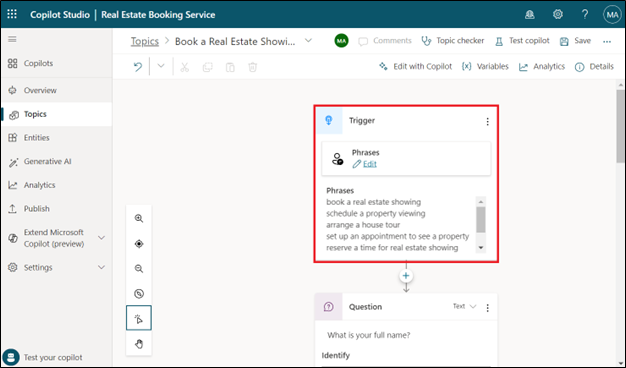 Copilot Studio | Real Estate Booking Service
MA
Topics > Book a Real Estate Showi...
MA
Comments
Topic checker
Test copilot
Save
Copilots
Overview
Topics
Entities
Generative AI
Analytics
Publish
Extend Microsoft
Copilot (preview)
Settings
Test your copilot
Edit with Copilot
{x} Variables
Analytics
Details
Trigger
Phrases
Edit
Phrases
book a real estate showing
schedule a property viewing
arrange a house tour
set up an appointment to see a property
reserve a time for real estate showing
Question
Text
What is your full name?
Identify